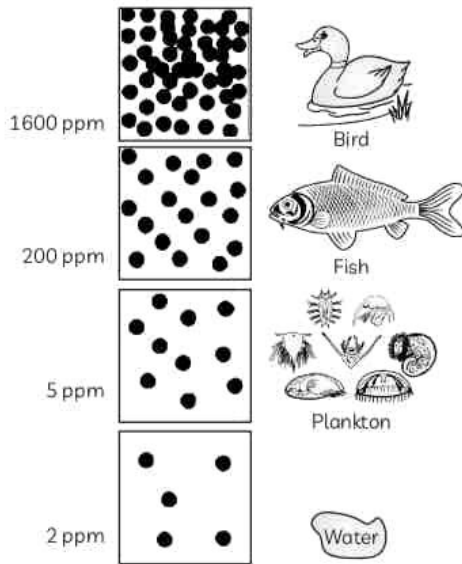 1600 ppm
Bird
200 ppm
Fish
5 ppm
Plankton
2 ppm
Water